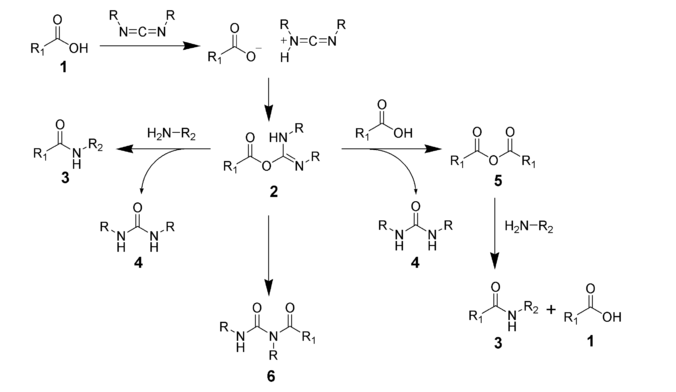 R N=C=N R
O R₁ OH
1
O R₁ O⁻
R + N=C=N R H
O R₁ N H R₂
3
H₂N−R₂
O R₁ O HN R N R
2
O R₁ OH
O O R₁ O R₁
5
O R N H N H R
4
O R N H N H R
4
H₂N−R₂
O O R N H N R R₁
6
O R₁ N H R₂ + O R₁ OH
3 1